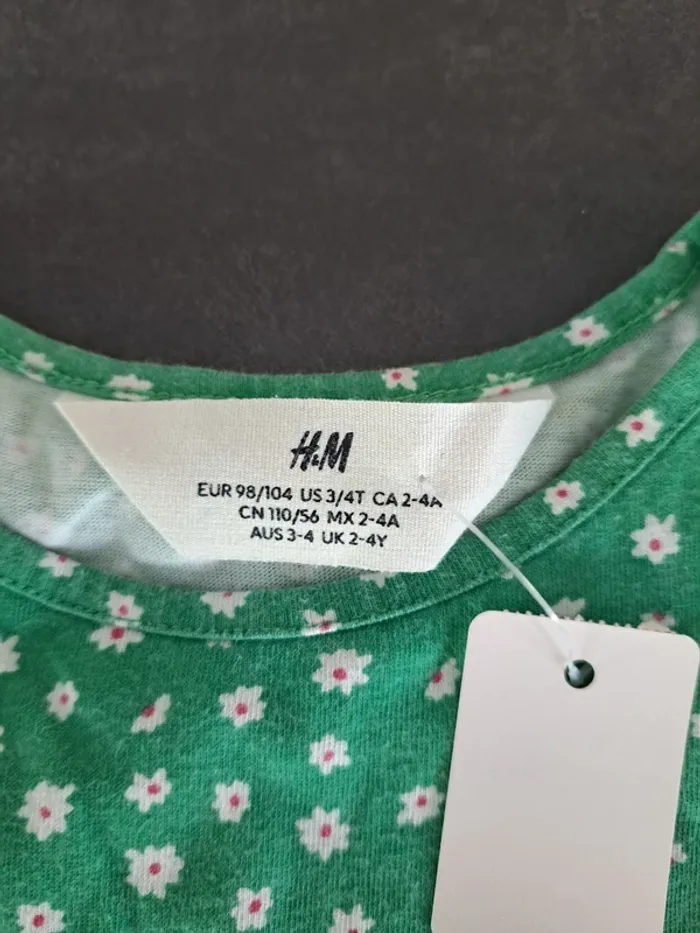 H&M
EUR 98/104 US 3/4T CA 2-4A
CN 110/56 MX 2-4A
AUS 3-4 UK 2-4Y